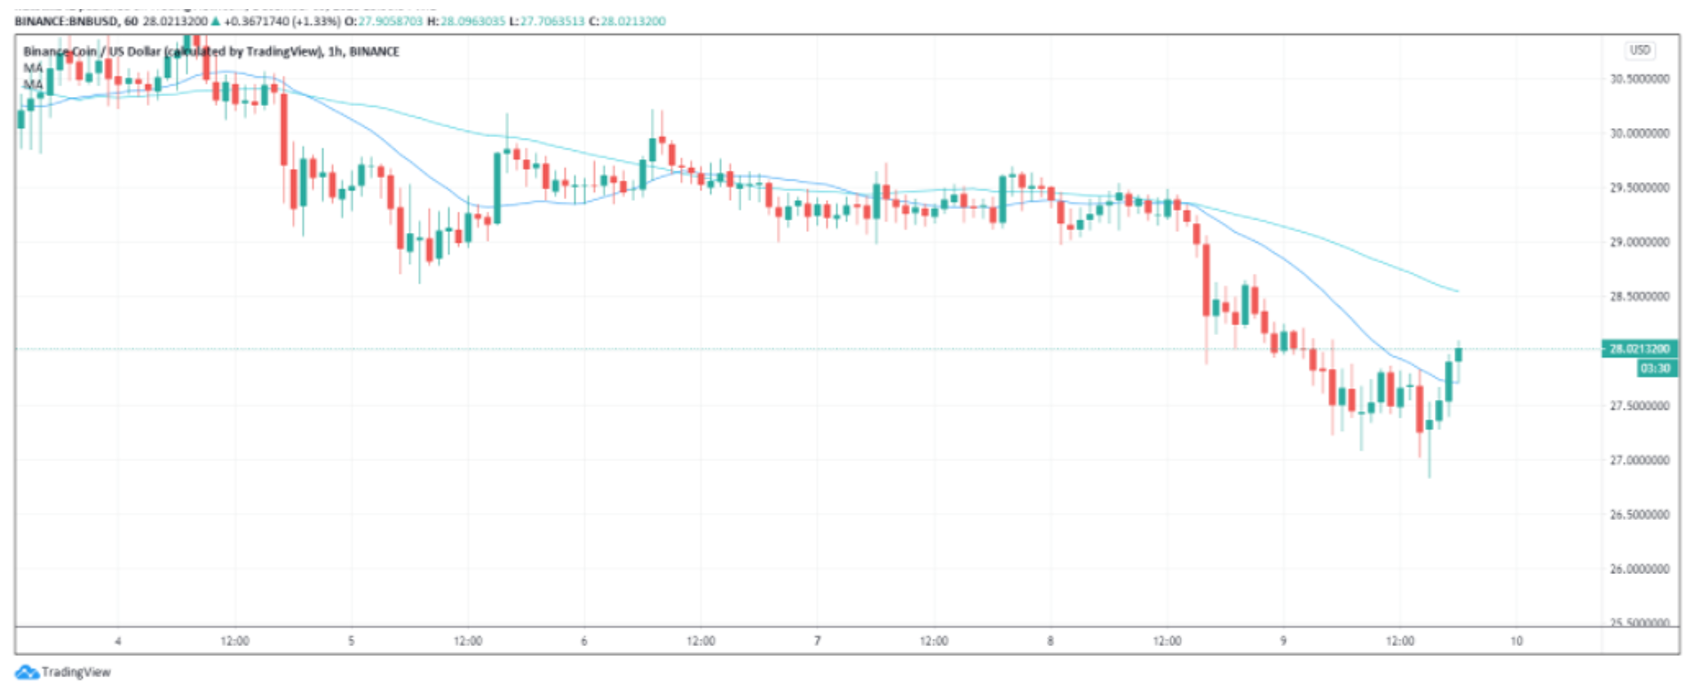 BINANCE:BNBUSD, 60 28.0213200 ▲ +0.3671740 (+1.33%) O:27.9058703 H:28.0963035 L:27.7063513 C:28.0213200
Binance Coin / US Dollar (calculated by TradingView), 1h, BINANCE
MA
MA
USD
30.5000000
30.0000000
29.5000000
29.0000000
28.5000000
28.0213200
03:30
27.5000000
27.0000000
26.5000000
26.0000000
25.5000000
4 12:00 5 12:00 6 12:00 7 12:00 8 12:00 9 12:00 10
TradingView